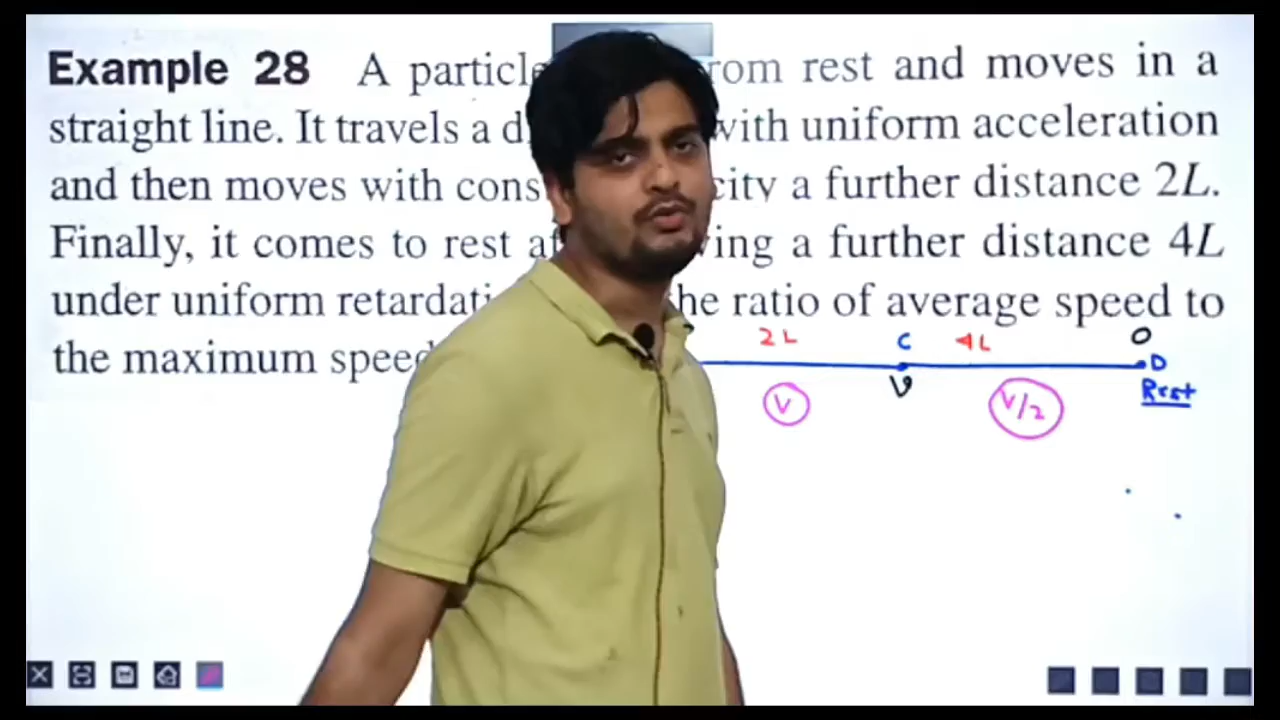 Example 28 A particle rom rest and moves in a
straight line. It travels a d with uniform acceleration
and then moves with cons city a further distance 2L.
Finally, it comes to rest a ving a further distance 4L
under uniform retardati he ratio of average speed to
the maximum speed
2L C 4L O
D
V V V/2 Rest